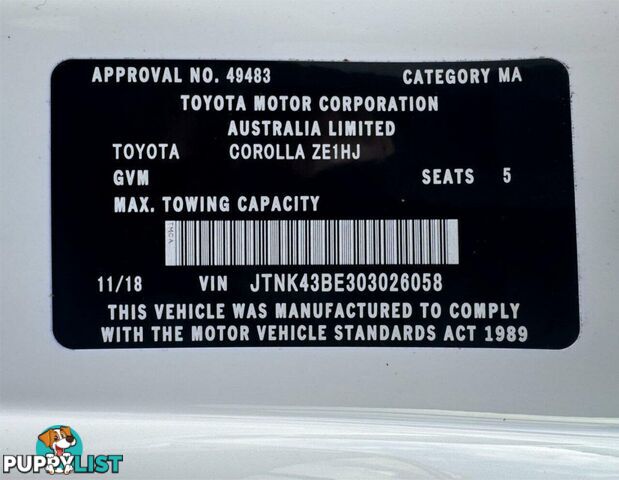 APPROVAL NO. 49483 CATEGORY MA
TOYOTA MOTOR CORPORATION
AUSTRALIA LIMITED
TOYOTA COROLLA ZE1HJ
GVM SEATS 5
MAX. TOWING CAPACITY
TMCA
11/18 VIN JTNK43BE303026058
THIS VEHICLE WAS MANUFACTURED TO COMPLY
WITH THE MOTOR VEHICLE STANDARDS ACT 1989
PUPPYLIST